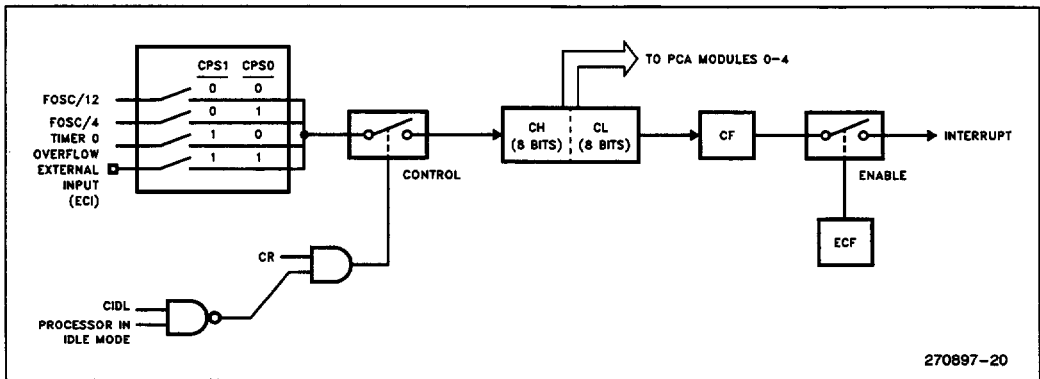 CPS1 CPS0
FOSC/12 0 0
FOSC/4 0 1
TIMER 0
OVERFLOW 1 0
EXTERNAL
INPUT
(ECI) 1 1
CONTROL
TO PCA MODULES 0-4
CH
(8 BITS)
CL
(8 BITS)
CF
INTERRUPT
ENABLE
ECF
CR
CIDL
PROCESSOR IN
IDLE MODE
270897-20